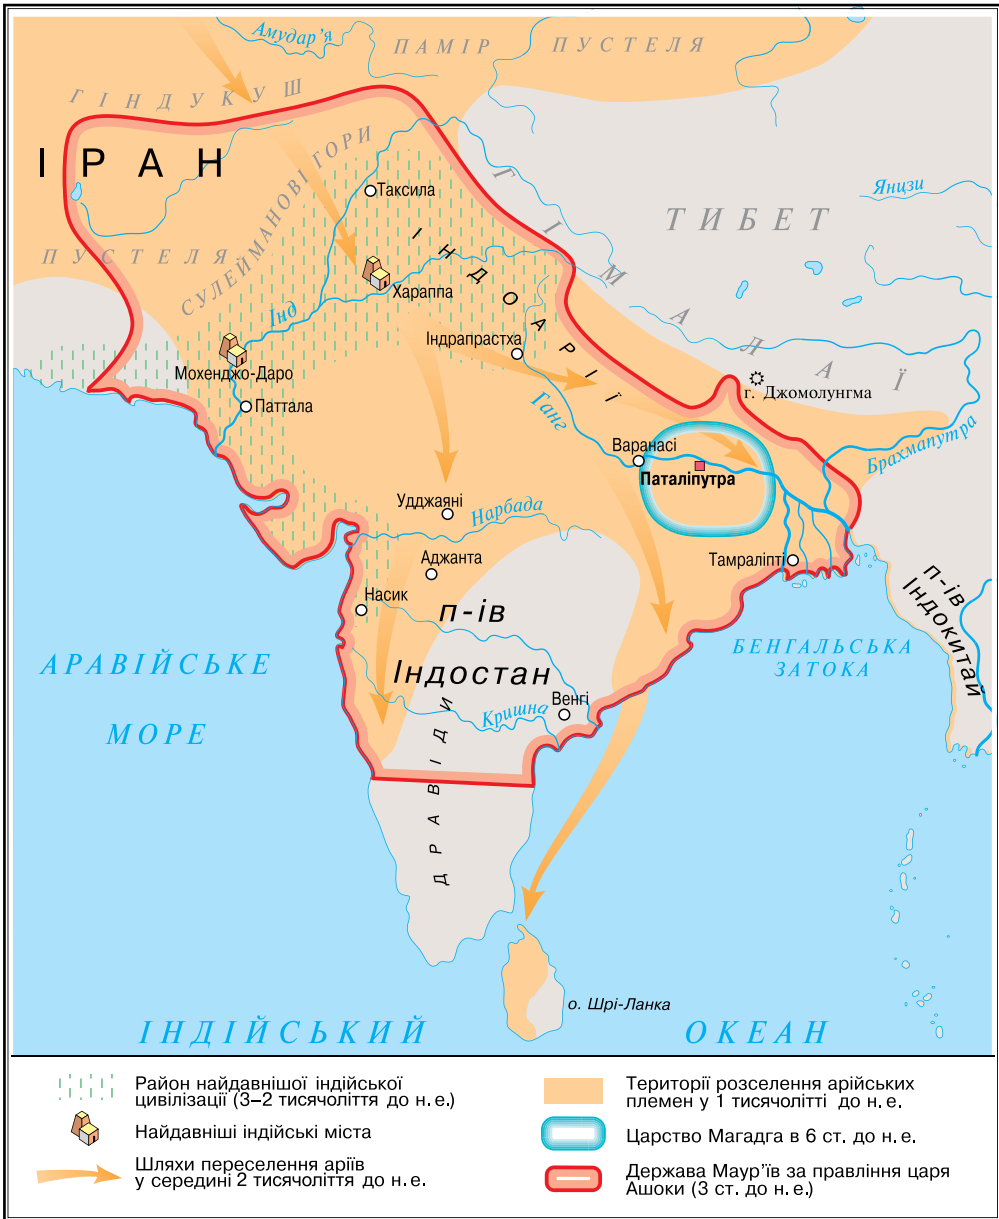 Амудар’я
ПАМІР
ПУСТЕЛЯ
ГІНДУКУШ
ІРАН
СУЛЕЙМАНОВІ ГОРИ
Таксила
ГІМАЛАЇ
ТИБЕТ
Янцзи
ПУСТЕЛЯ
ІНДОАРІЇ
Хараппа
Інд
Індрапрастха
Мохенджо-Даро
Паттала
г. Джомолунгма
Ганг
Брахмапутра
Варанасі
Паталіпутра
Удджаяні
Нарбада
Аджанта
Тамраліпті
Насик
п-ів
Індостан
п-ів
Індокитай
АРАВІЙСЬКЕ
МОРЕ
БЕНГАЛЬСЬКА
ЗАТОКА
Венгі
Кришна
ДРАВІДИ
о. Шрі-Ланка
ІНДІЙСЬКИЙ ОКЕАН
Район найдавнішої індійської
цивілізації (3–2 тисячоліття до н.е.)
Найдавніші індійські міста
Шляхи переселення аріїв
у середині 2 тисячоліття до н.е.
Території розселення арійських
племен у 1 тисячолітті до н.е.
Царство Магадга в 6 ст. до н.е.
Держава Маур’їв за правління царя
Ашоки (3 ст. до н.е.)